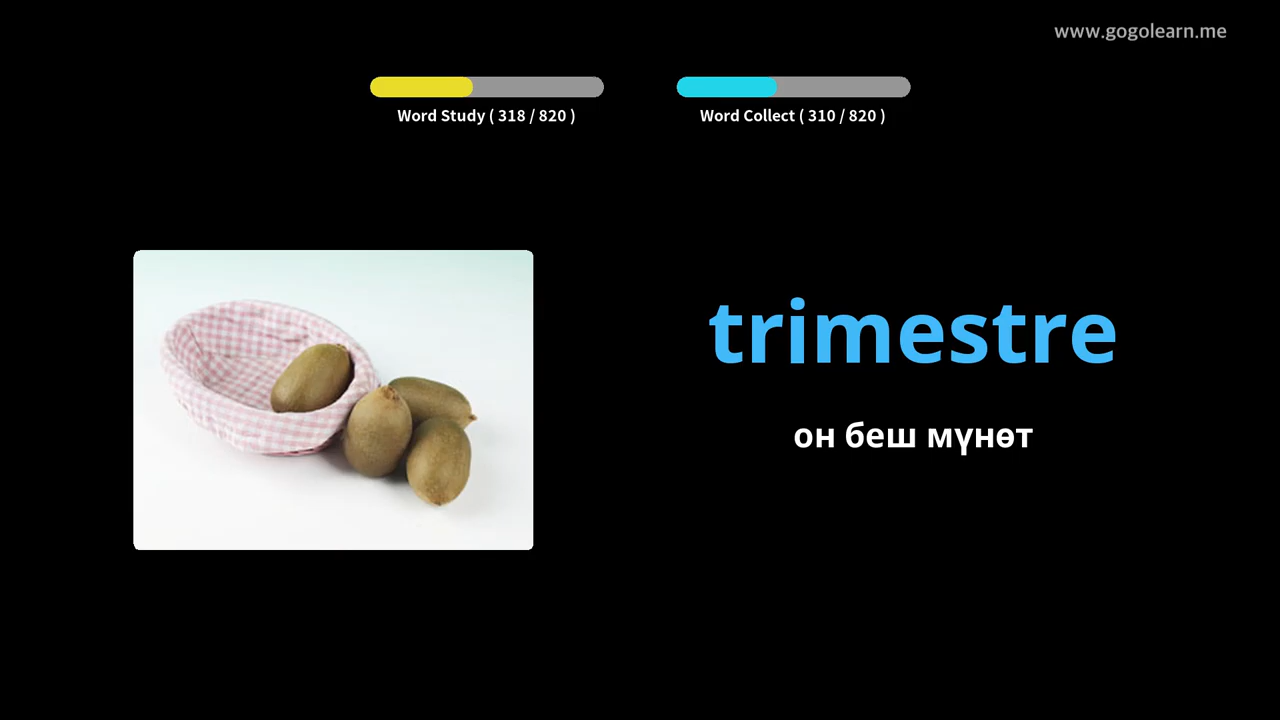 www.gogolearn.me
Word Study ( 318 / 820 )
Word Collect ( 310 / 820 )
trimestre
он беш мүнөт